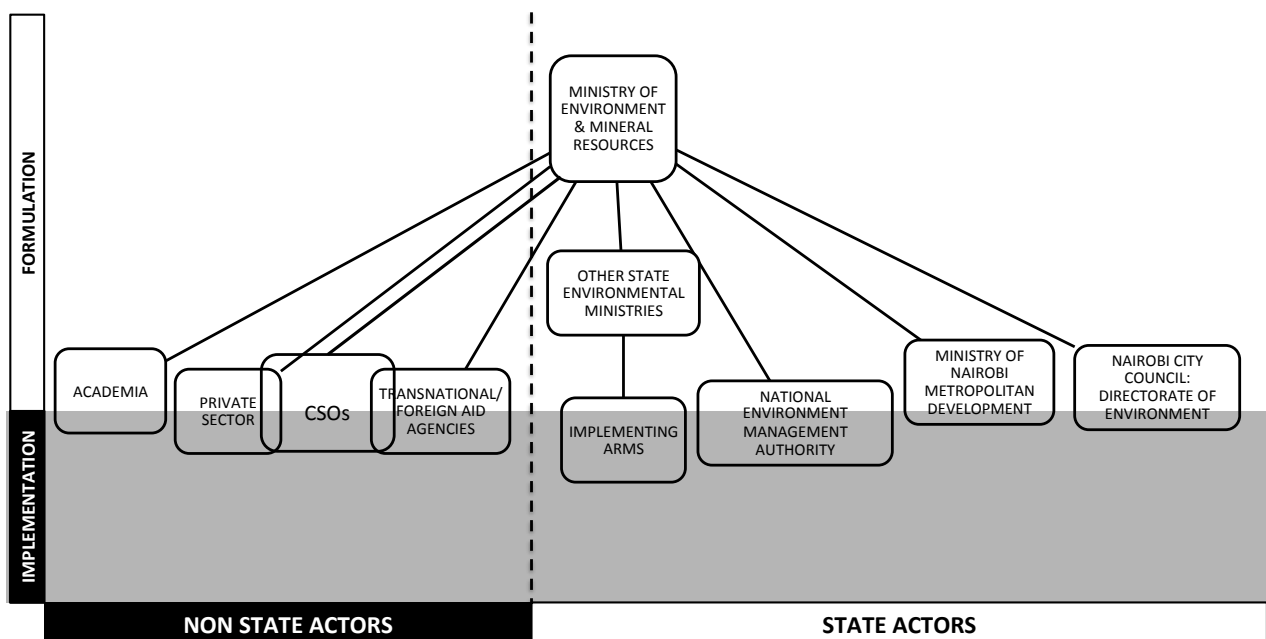 FORMULATION
IMPLEMENTATION
MINISTRY OF
ENVIRONMENT
& MINERAL
RESOURCES
OTHER STATE
ENVIRONMENTAL
MINISTRIES
ACADEMIA
PRIVATE
SECTOR
CSOs
TRANSNATIONAL/
FOREIGN AID
AGENCIES
IMPLEMENTING
ARMS
NATIONAL
ENVIRONMENT
MANAGEMENT
AUTHORITY
MINISTRY OF
NAIROBI
METROPOLITAN
DEVELOPMENT
NAIROBI CITY
COUNCIL:
DIRECTORATE OF
ENVIRONMENT
NON STATE ACTORS
STATE ACTORS